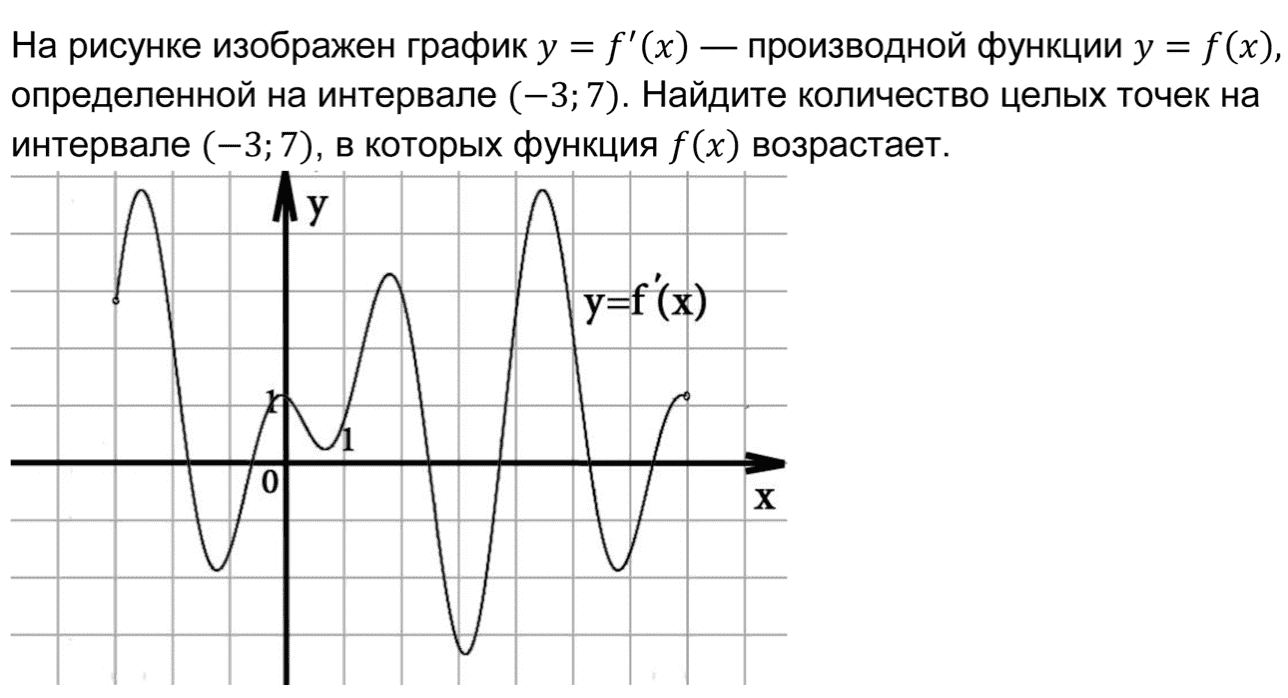 На рисунке изображен график y = f′(x) — производной функции y = f(x),
определенной на интервале (−3; 7). Найдите количество целых точек на
интервале (−3; 7), в которых функция f(x) возрастает.
y
y=f′(x)
1
1
0
x